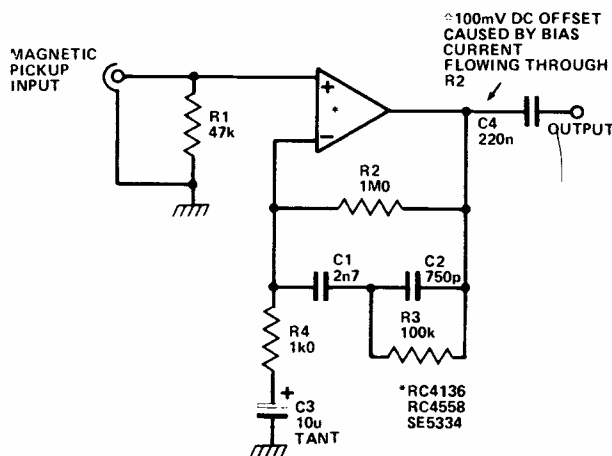 ≏100mV DC OFFSET
CAUSED BY BIAS
CURRENT
FLOWING THROUGH
R2
MAGNETIC
PICKUP
INPUT
R1
47k
+
*
−
C4
220n
OUTPUT
R2
1M0
C1
2n7
C2
750p
R3
100k
R4
1k0
+
C3
10u
TANT
*RC4136
RC4558
SE5334